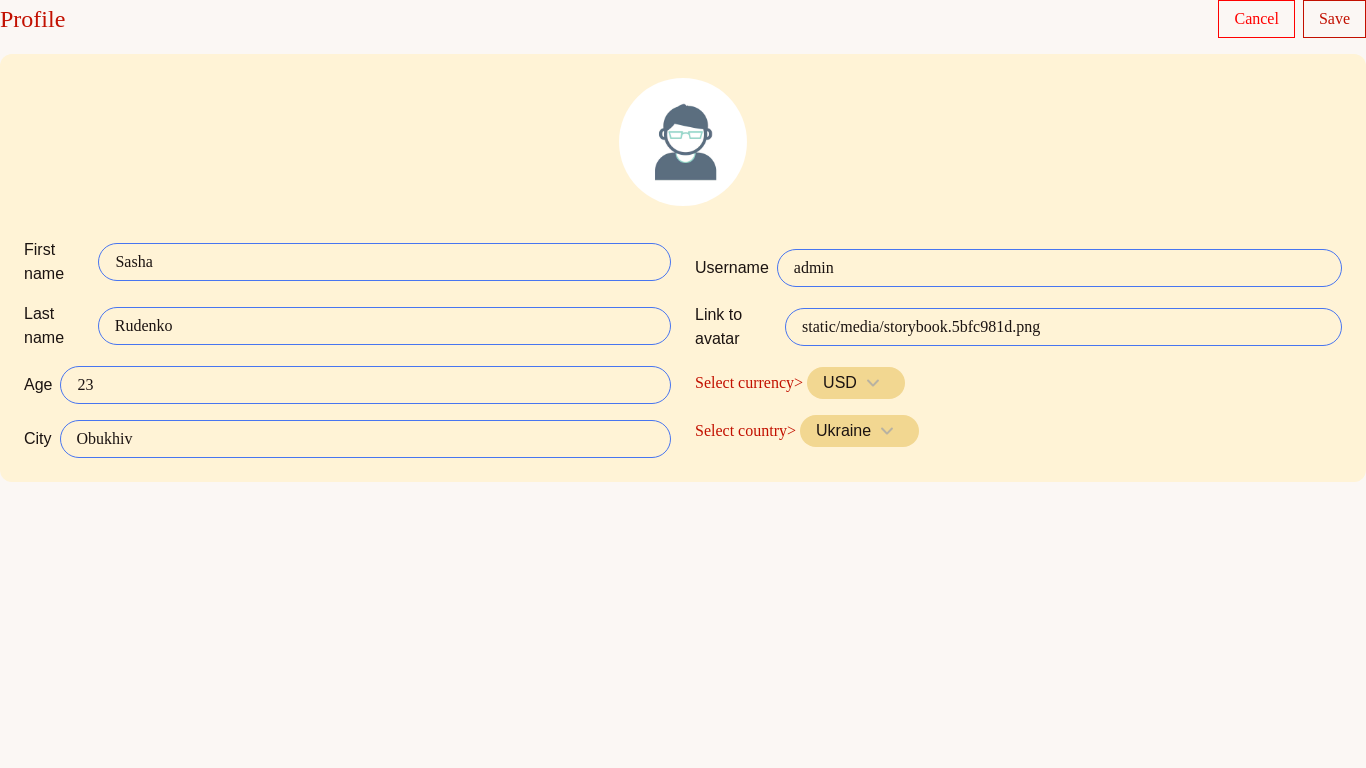 Profile
Cancel
Save
First
name
Sasha
Last
name
Rudenko
Age
23
City
Obukhiv
Username
admin
Link to
avatar
static/media/storybook.5bfc981d.png
Select currency>
USD
Select country>
Ukraine